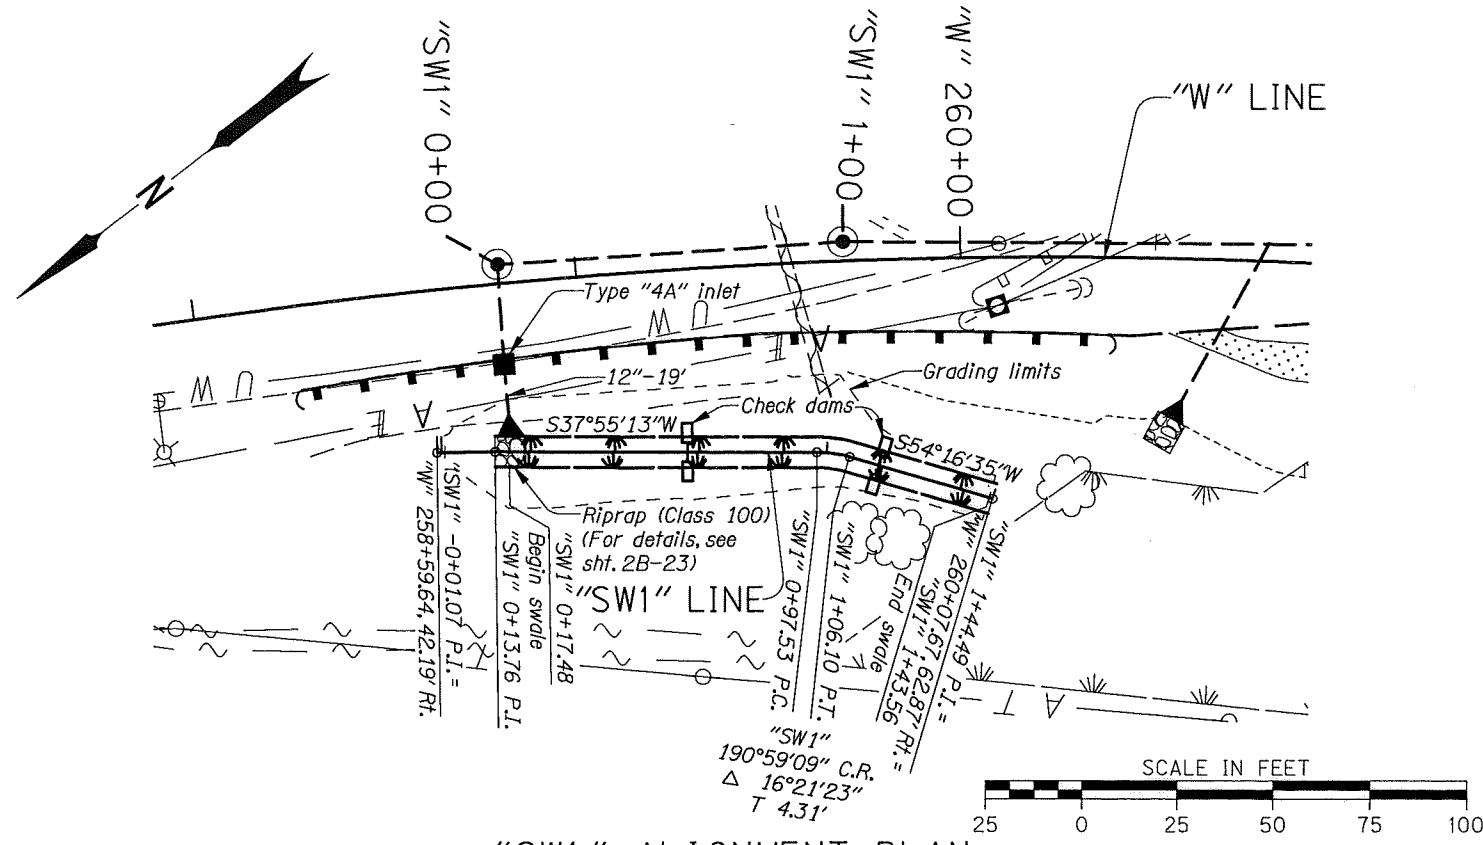 "SW1" 0+00
"SW1" 1+00
"W" 260+00
"W" LINE
N
Type "4A" inlet
U W
U W
12"-19'
Grading limits
Check dams
A
E
A
E
S37°55'13"W
S54°16'35"W
Riprap (Class 100)
(For details, see
sht. 2B-23)
"SW1" LINE
"SW1" -0+01.07 P.I. =
"W" 258+59.64, 42.19' Rt.
"SW1" 0+13.76 P.I.
Begin swale
"SW1" 0+17.48
"SW1" 0+97.53 P.C.
"SW1" 1+06.10 P.T.
End swale
"SW1" 1+43.56
"W" 260+07.67, 62.87' Rt. =
"SW1" 1+44.49 P.I. =
T A
"SW1"
190°59'09" C.R.
Δ 16°21'23"
T 4.31'
SCALE IN FEET
25 0 25 50 75 100
"SW1" ALIGNMENT PLAN